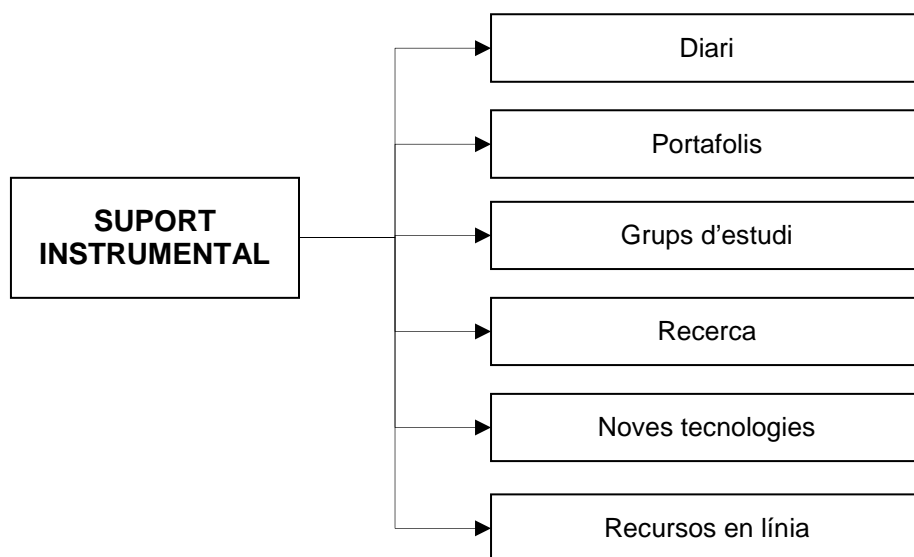 Diari
Portafolis
SUPORT
INSTRUMENTAL
Grups d’estudi
Recerca
Noves tecnologies
Recursos en línia